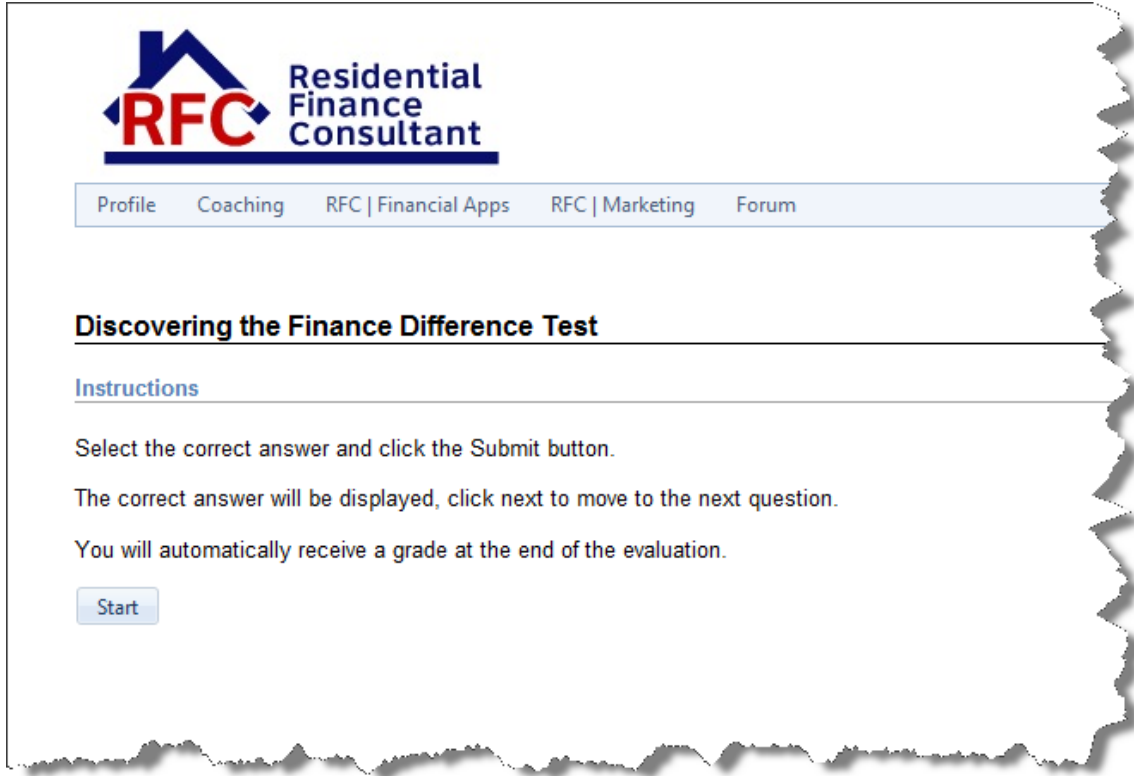 RFC
Residential
Finance
Consultant
Profile Coaching RFC | Financial Apps RFC | Marketing Forum
Discovering the Finance Difference Test
Instructions
Select the correct answer and click the Submit button.
The correct answer will be displayed, click next to move to the next question.
You will automatically receive a grade at the end of the evaluation.
Start